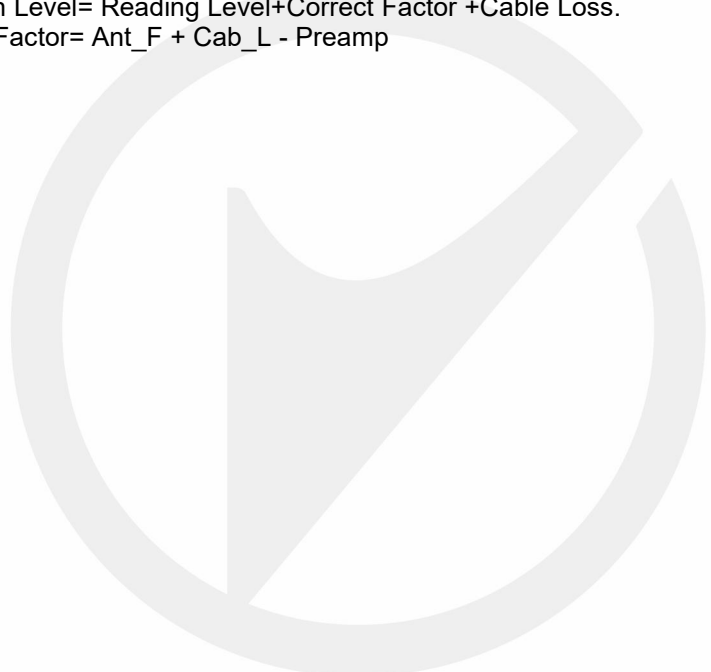 Level= Reading Level+Correct Factor +Cable Loss.
Factor= Ant_F + Cab_L - Preamp